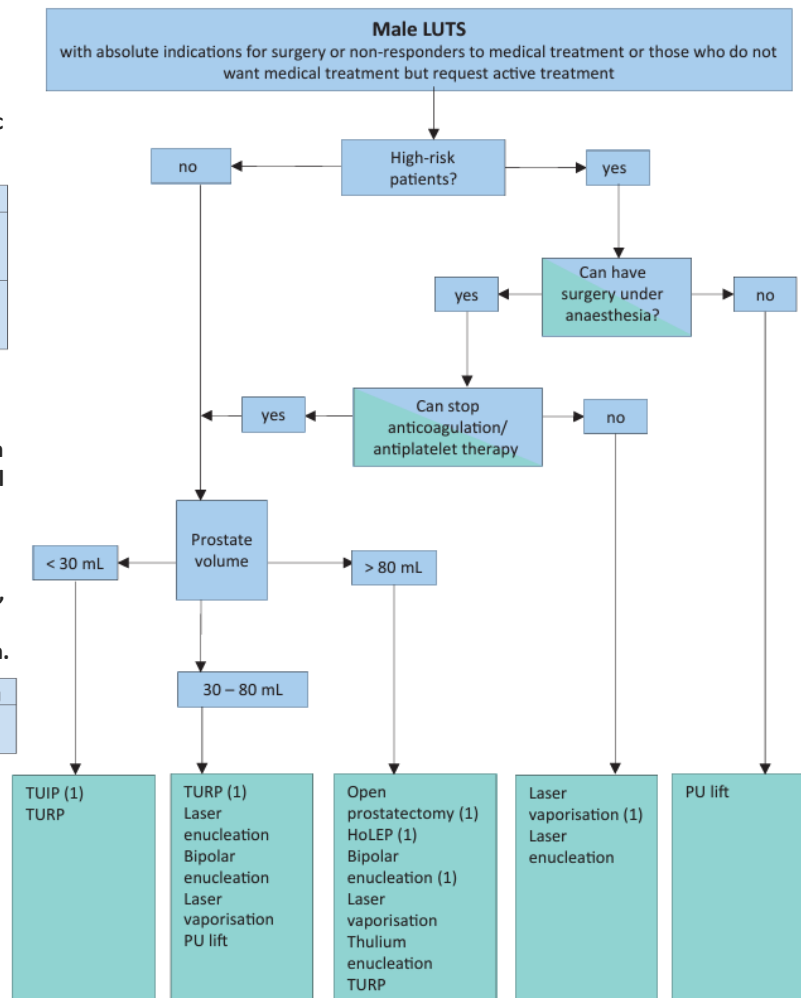 Male LUTS
with absolute indications for surgery or non-responders to medical treatment or those who do not
want medical treatment but request active treatment
no
High-risk
patients?
yes
Can have
surgery under
anaesthesia?
yes
no
Can stop
anticoagulation/
antiplatelet therapy
yes
no
Prostate
volume
< 30 mL
> 80 mL
30 – 80 mL
TUIP (1)
TURP
TURP (1)
Laser
enucleation
Bipolar
enucleation
Laser
vaporisation
PU lift
Open
prostatectomy (1)
HoLEP (1)
Bipolar
enucleation (1)
Laser
vaporisation
Thulium
enucleation
TURP
Laser
vaporisation (1)
Laser
enucleation
PU lift